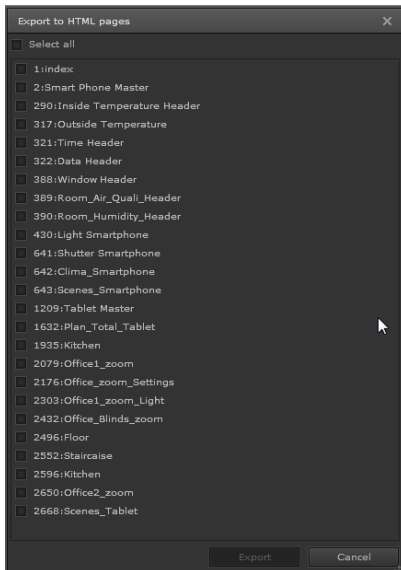 Export to HTML pages
Select all
1:index
2:Smart Phone Master
290:Inside Temperature Header
317:Outside Temperature
321:Time Header
322:Data Header
388:Window Header
389:Room_Air_Quali_Header
390:Room_Humidity_Header
430:Light Smartphone
641:Shutter Smartphone
642:Clima_Smartphone
643:Scenes_Smartphone
1209:Tablet Master
1632:Plan_Total_Tablet
1935:Kitchen
2079:Office1_zoom
2176:Office_zoom_Settings
2303:Office1_zoom_Light
2432:Office_Blinds_zoom
2496:Floor
2552:Staircaise
2596:Kitchen
2650:Office2_zoom
2668:Scenes_Tablet
Export Cancel